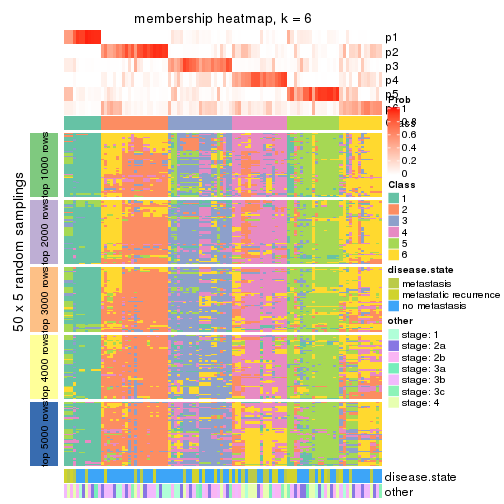 membership heatmap, k = 6
p1
p2
p3
p4
p5
p6
Class
50 x 5 random samplings
top 1000 rows
top 2000 rows
top 3000 rows
top 4000 rows
top 5000 rows
disease.state
other
Prob
1
0.8
0.6
0.4
0.2
0
Class
1
2
3
4
5
6
disease.state
metastasis
metastatic recurrence
no metastasis
other
stage: 1
stage: 2a
stage: 2b
stage: 3a
stage: 3b
stage: 3c
stage: 4